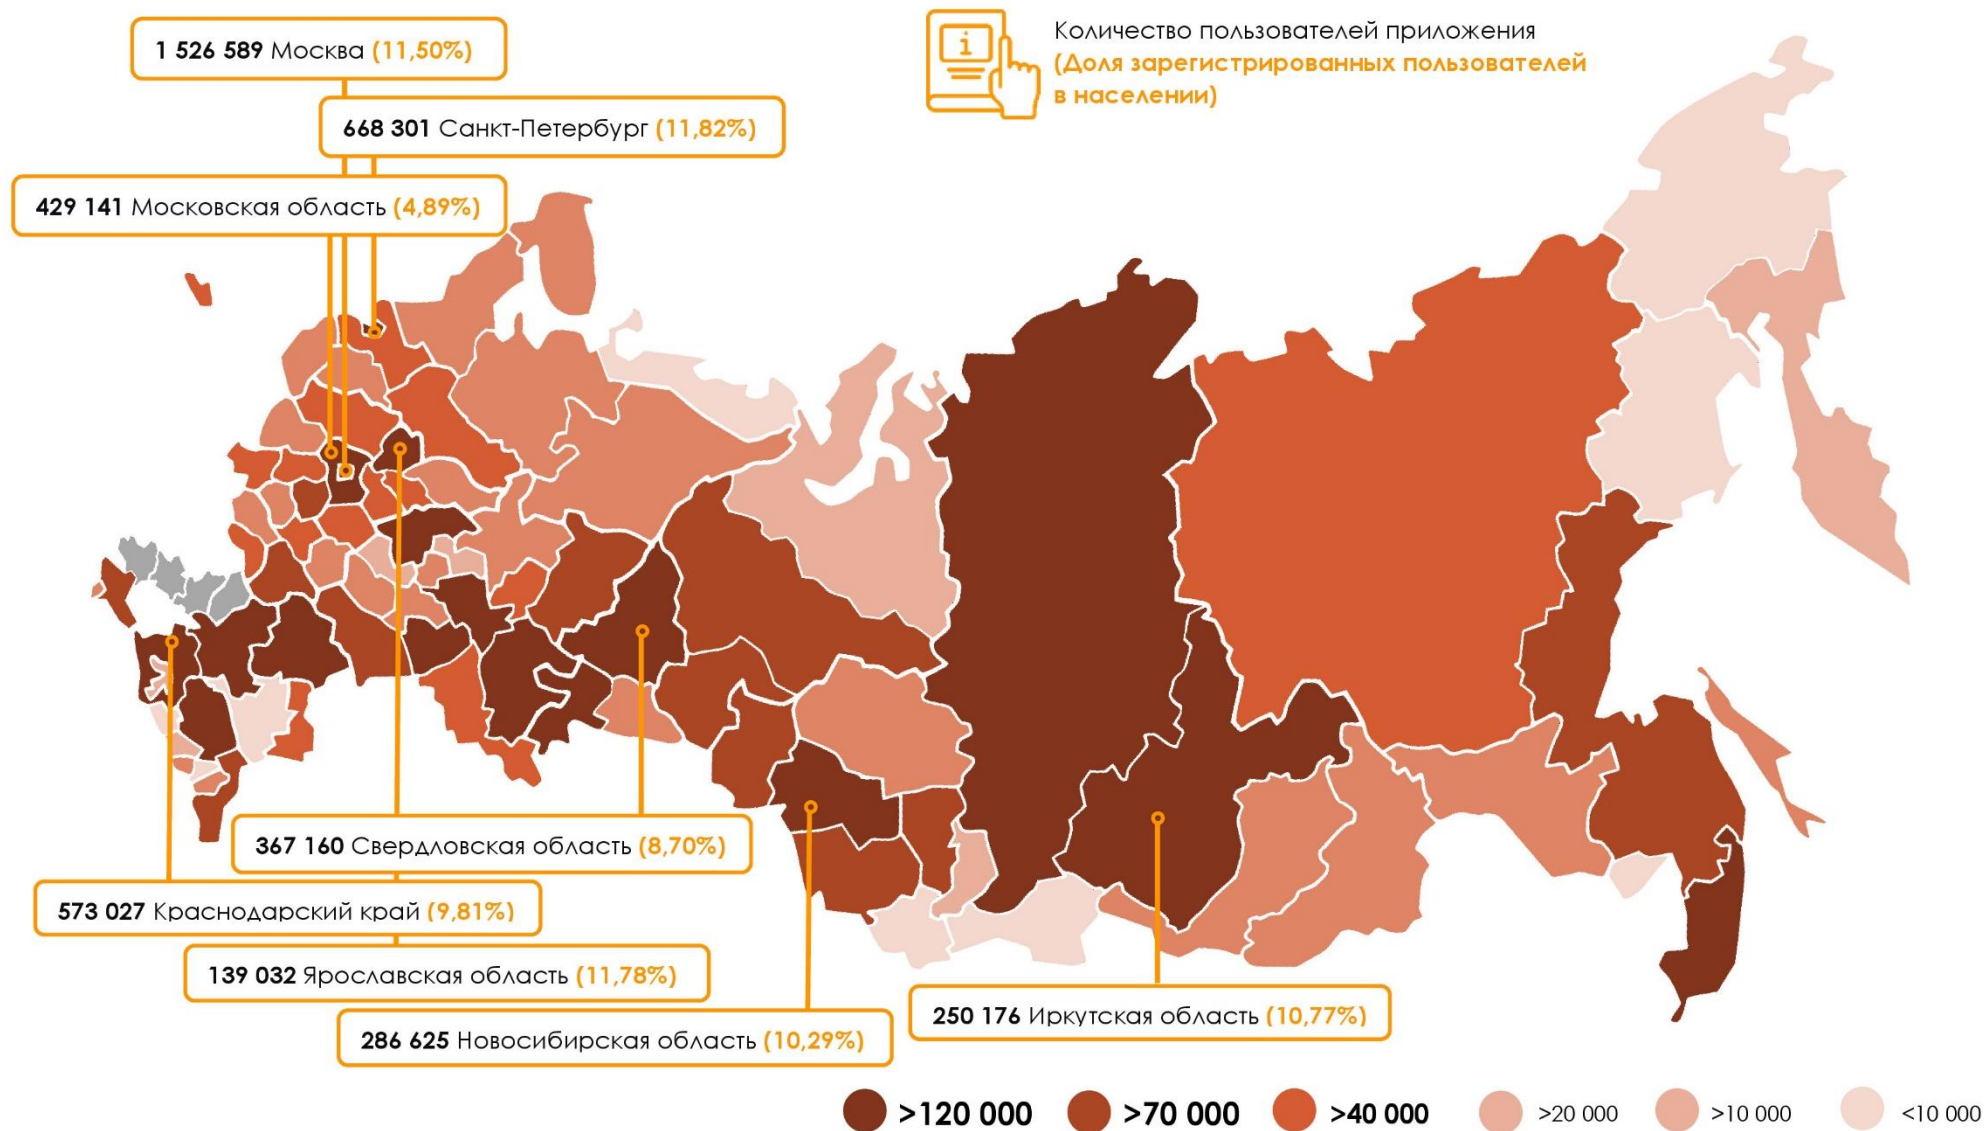 1 526 589 Москва (11,50%)
668 301 Санкт-Петербург (11,82%)
429 141 Московская область (4,89%)
i
Количество пользователей приложения
(Доля зарегистрированных пользователей
в населении)
367 160 Свердловская область (8,70%)
573 027 Краснодарский край (9,81%)
139 032 Ярославская область (11,78%)
286 625 Новосибирская область (10,29%)
250 176 Иркутская область (10,77%)
>120 000 >70 000 >40 000 >20 000 >10 000 <10 000